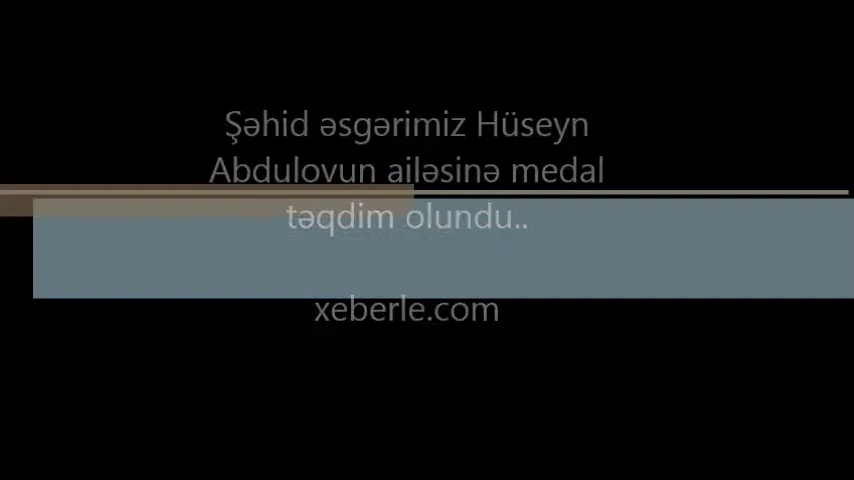 Şəhid əsgərimiz Hüseyn
Abdulovun ailəsinə medal
təqdim olundu..
xeberle.com